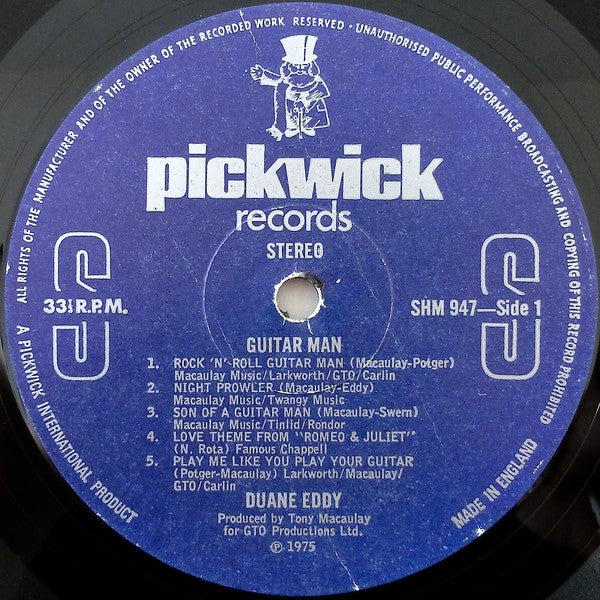 ALL RIGHTS OF THE MANUFACTURER AND OF THE OWNER OF THE RECORDED WORK RESERVED - UNAUTHORISED PUBLIC PERFORMANCE BROADCASTING AND COPYING OF THIS RECORD PROHIBITED
pickwick
records
STEREO
33⅓ R.P.M.
SHM 947—Side 1
GUITAR MAN
1. ROCK 'N' ROLL GUITAR MAN (Macaulay-Potger)
Macaulay Music/Larkworth/GTO/Carlin
2. NIGHT PROWLER (Macaulay-Eddy)
Macaulay Music/Twangy Music
3. SON OF A GUITAR MAN (Macaulay-Swern)
Macaulay Music/Tinlid/Rondor
4. LOVE THEME FROM "ROMEO & JULIET"
(N. Rota) Famous Chappell
5. PLAY ME LIKE YOU PLAY YOUR GUITAR
(Potger-Macaulay) Larkworth/Macaulay/
GTO/Carlin
DUANE EDDY
Produced by Tony Macaulay
for GTO Productions Ltd.
℗ 1975
A PICKWICK INTERNATIONAL PRODUCT
MADE IN ENGLAND